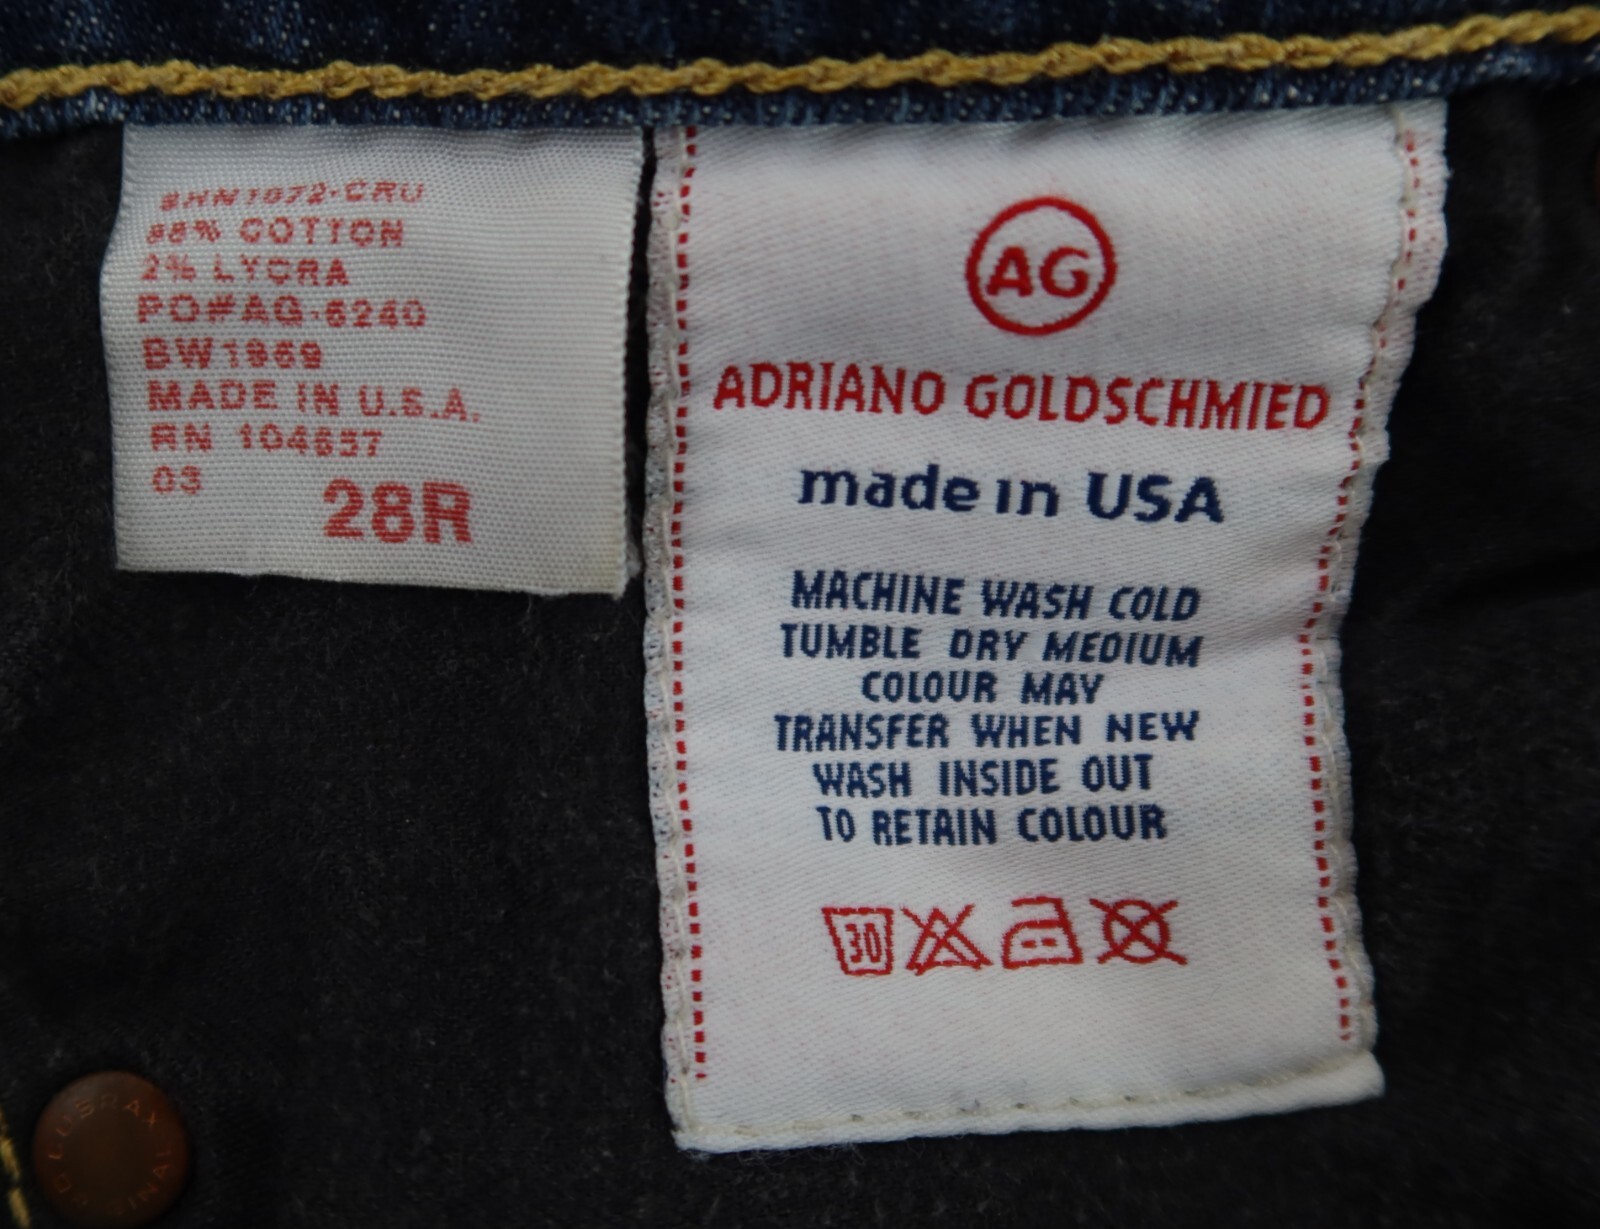 98% COTTON
2% LYCRA
PO#AG-6240
BW1969
MADE IN U.S.A.
RN 104657
03
28R
AG
ADRIANO GOLDSCHMIED
made in USA
MACHINE WASH COLD
TUMBLE DRY MEDIUM
COLOUR MAY
TRANSFER WHEN NEW
WASH INSIDE OUT
TO RETAIN COLOUR
30